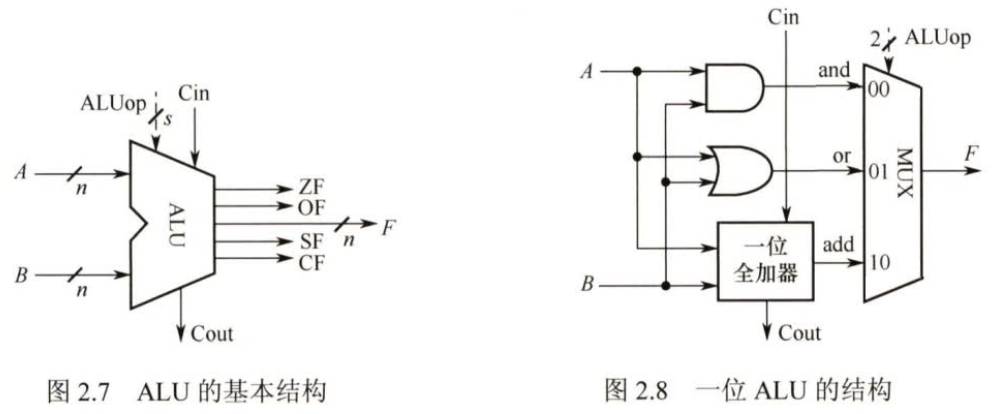 ALUop
s
Cin
A
n
B
n
ALU
ZF
OF
n
F
SF
CF
Cout
图 2.7 ALU 的基本结构
Cin
2
ALUop
A
and
00
or
01
MUX
F
一位
全加器
add
10
B
Cout
图 2.8 一位 ALU 的结构